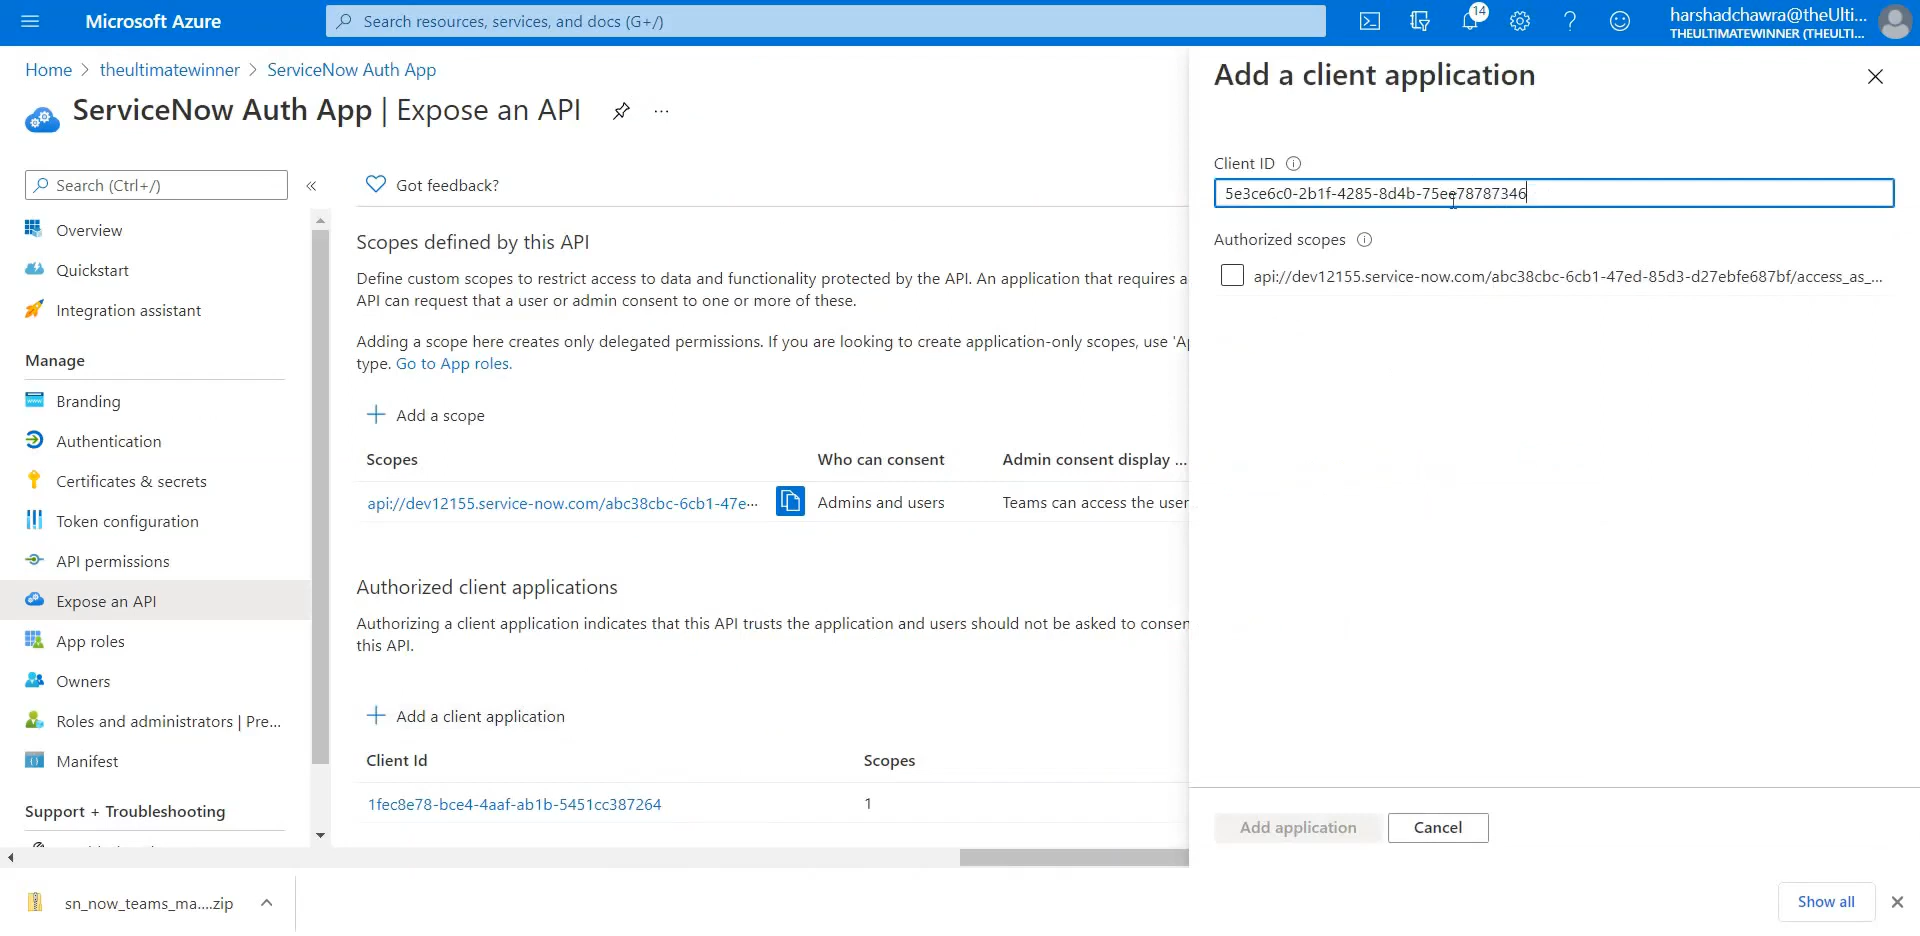 Microsoft Azure
Search resources, services, and docs (G+/)
14
harshadchawra@theUlti...
THEULTIMATEWINNER (THEULTI...
Home > theultimatewinner > ServiceNow Auth App
ServiceNow Auth App | Expose an API
...
Search (Ctrl+/)
«
Got feedback?
Overview
Quickstart
Integration assistant
Manage
Branding
Authentication
Certificates & secrets
Token configuration
API permissions
Expose an API
App roles
Owners
Roles and administrators | Pre...
Manifest
Support + Troubleshooting
Scopes defined by this API
Define custom scopes to restrict access to data and functionality protected by the API. An application that requires a
API can request that a user or admin consent to one or more of these.
Adding a scope here creates only delegated permissions. If you are looking to create application-only scopes, use 'Ap
type. Go to App roles.
Add a scope
Scopes Who can consent Admin consent display ...
api://dev12155.service-now.com/abc38cbc-6cb1-47e... Admins and users Teams can access the user
Authorized client applications
Authorizing a client application indicates that this API trusts the application and users should not be asked to consen
this API.
Add a client application
Client Id Scopes
1fec8e78-bce4-4aaf-ab1b-5451cc387264 1
Add a client application
Client ID
5e3ce6c0-2b1f-4285-8d4b-75ee78787346
Authorized scopes
api://dev12155.service-now.com/abc38cbc-6cb1-47ed-85d3-d27ebfe687bf/access_as_...
Add application Cancel
sn_now_teams_ma....zip
Show all